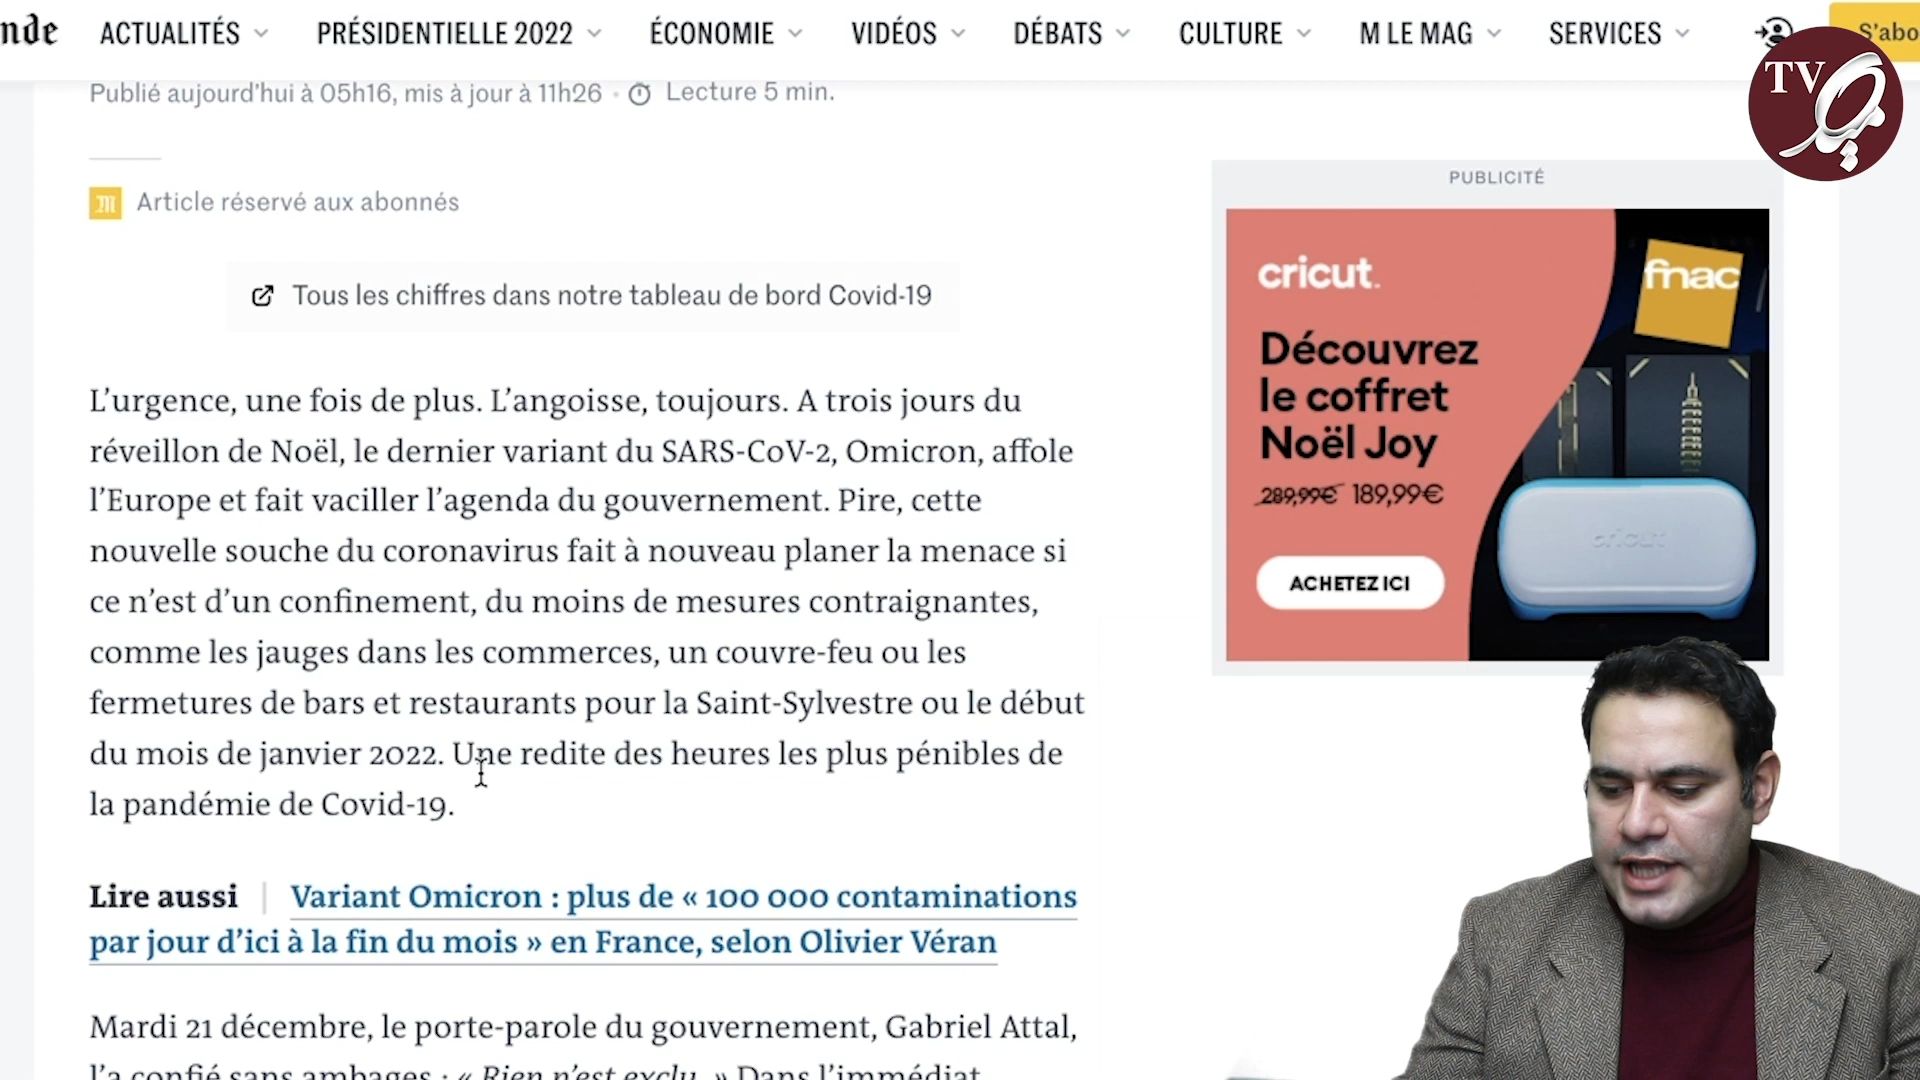 nde ACTUALITÉS PRÉSIDENTIELLE 2022 ÉCONOMIE VIDÉOS DÉBATS CULTURE M LE MAG SERVICES S'abo
Publié aujourd'hui à 05h16, mis à jour à 11h26 • Lecture 5 min.
TV
Article réservé aux abonnés
Tous les chiffres dans notre tableau de bord Covid-19
L'urgence, une fois de plus. L'angoisse, toujours. A trois jours du
réveillon de Noël, le dernier variant du SARS-CoV-2, Omicron, affole
l'Europe et fait vaciller l'agenda du gouvernement. Pire, cette
nouvelle souche du coronavirus fait à nouveau planer la menace si
ce n'est d'un confinement, du moins de mesures contraignantes,
comme les jauges dans les commerces, un couvre-feu ou les
fermetures de bars et restaurants pour la Saint-Sylvestre ou le début
du mois de janvier 2022. Une redite des heures les plus pénibles de
la pandémie de Covid-19.
Lire aussi | Variant Omicron : plus de « 100 000 contaminations
par jour d'ici à la fin du mois » en France, selon Olivier Véran
Mardi 21 décembre, le porte-parole du gouvernement, Gabriel Attal,
l'a confié sans ambages : « Rien n'est exclu. » Dans l'immédiat,
PUBLICITÉ
cricut.
fnac
Découvrez
le coffret
Noël Joy
289,99€ 189,99€
ACHETEZ ICI
cricut